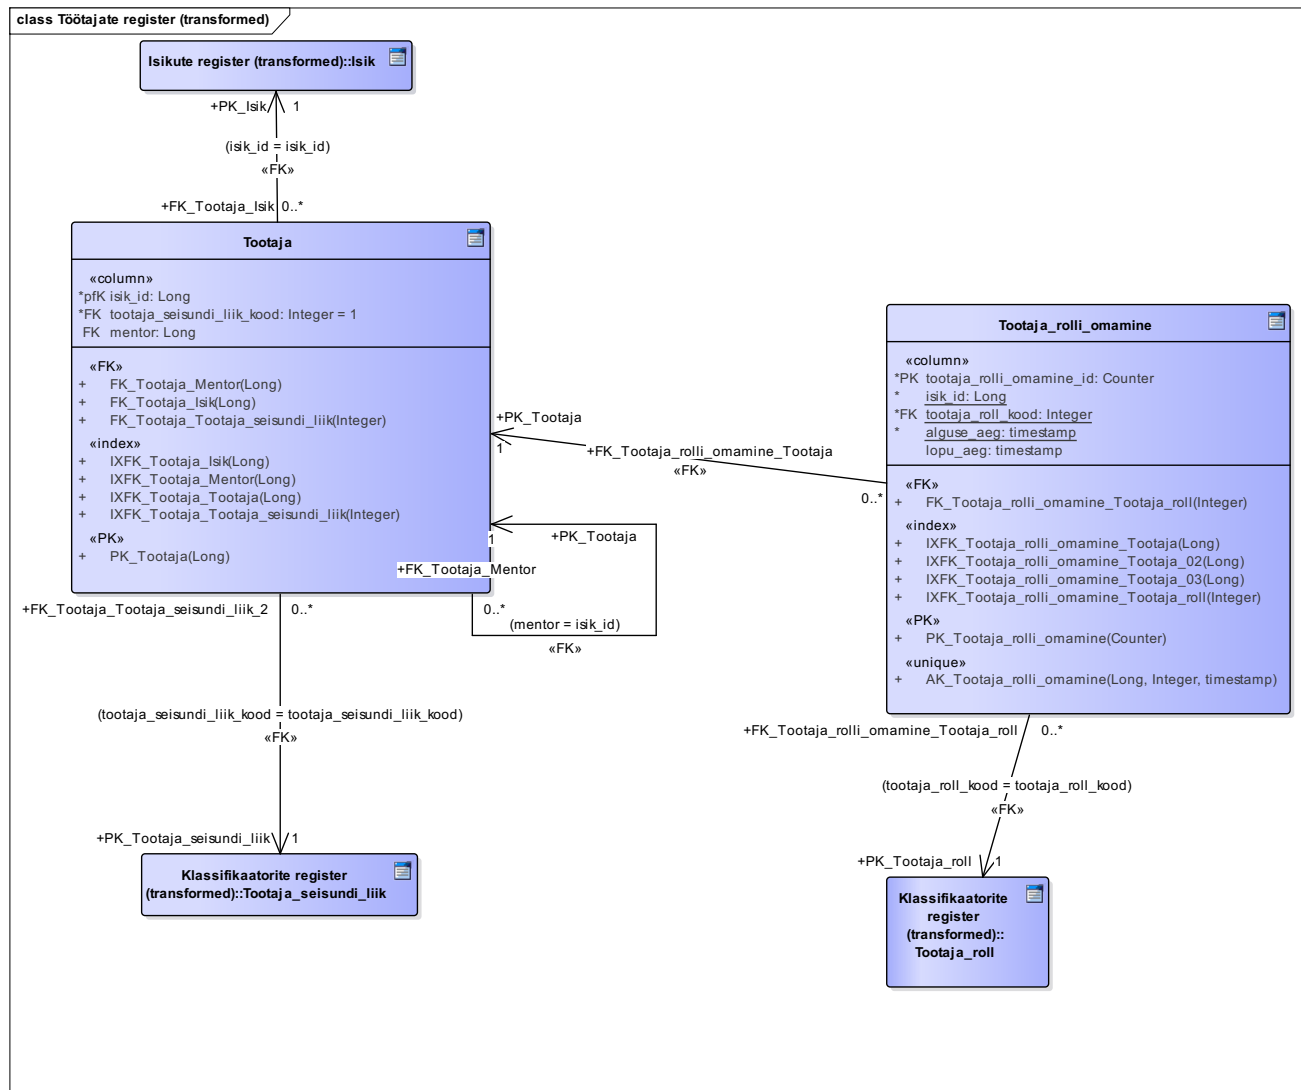 class Töötajate register (transformed)
Isikute register (transformed)::Isik
+PK_Isik
1
(isik_id = isik_id)
«FK»
+FK_Tootaja_Isik
0..*
Tootaja
«column»
*pfK isik_id: Long
*FK tootaja_seisundi_liik_kood: Integer = 1
FK mentor: Long
«FK»
+ FK_Tootaja_Mentor(Long)
+ FK_Tootaja_Isik(Long)
+ FK_Tootaja_Tootaja_seisundi_liik(Integer)
«index»
+ IXFK_Tootaja_Isik(Long)
+ IXFK_Tootaja_Mentor(Long)
+ IXFK_Tootaja_Tootaja(Long)
+ IXFK_Tootaja_Tootaja_seisundi_liik(Integer)
«PK»
+ PK_Tootaja(Long)
+PK_Tootaja
1
+FK_Tootaja_rolli_omamine_Tootaja
«FK»
0..*
Tootaja_rolli_omamine
«column»
*PK tootaja_rolli_omamine_id: Counter
* isik_id: Long
*FK tootaja_roll_kood: Integer
* alguse_aeg: timestamp
lopu_aeg: timestamp
«FK»
+ FK_Tootaja_rolli_omamine_Tootaja_roll(Integer)
«index»
+ IXFK_Tootaja_rolli_omamine_Tootaja(Long)
+ IXFK_Tootaja_rolli_omamine_Tootaja_02(Long)
+ IXFK_Tootaja_rolli_omamine_Tootaja_03(Long)
+ IXFK_Tootaja_rolli_omamine_Tootaja_roll(Integer)
«PK»
+ PK_Tootaja_rolli_omamine(Counter)
«unique»
+ AK_Tootaja_rolli_omamine(Long, Integer, timestamp)
1
+PK_Tootaja
+FK_Tootaja_Mentor
0..*
(mentor = isik_id)
«FK»
+FK_Tootaja_Tootaja_seisundi_liik_2
0..*
(tootaja_seisundi_liik_kood = tootaja_seisundi_liik_kood)
«FK»
+PK_Tootaja_seisundi_liik
1
Klassifikaatorite register
(transformed)::Tootaja_seisundi_liik
+FK_Tootaja_rolli_omamine_Tootaja_roll
0..*
(tootaja_roll_kood = tootaja_roll_kood)
«FK»
+PK_Tootaja_roll
1
Klassifikaatorite
register
(transformed)::
Tootaja_roll